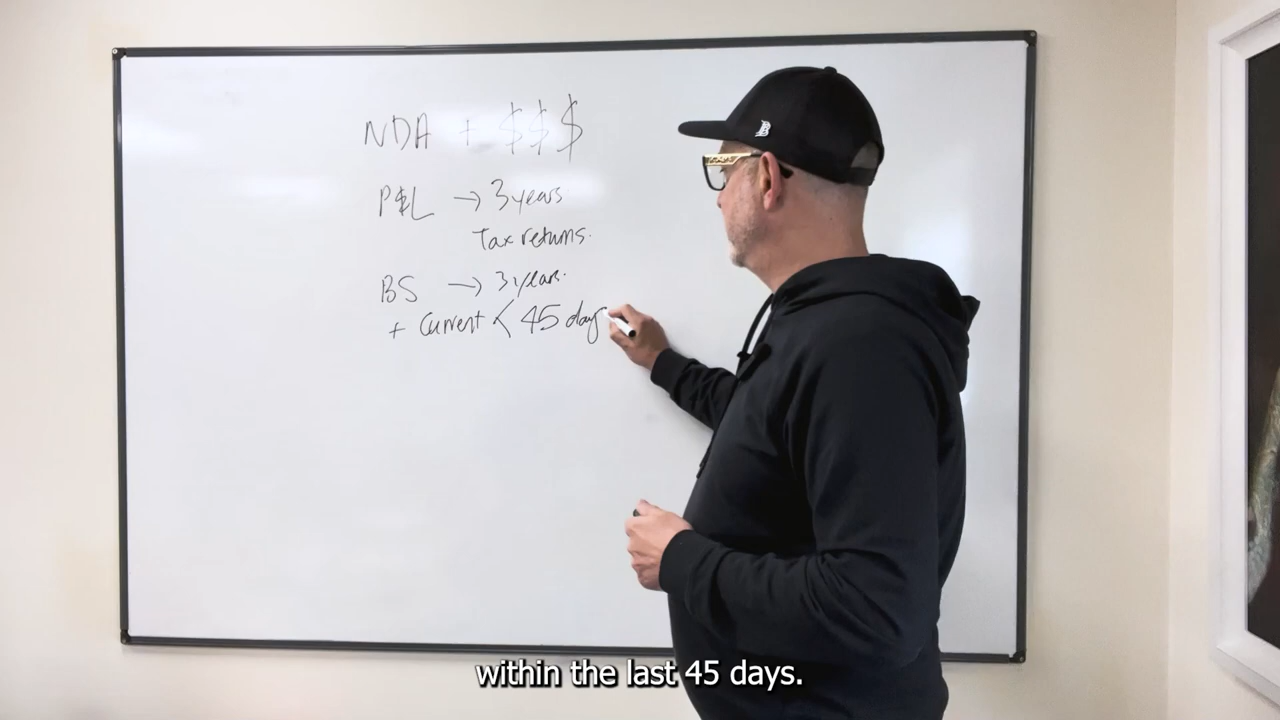 NDA + $$$
P&L → 3 years
Tax returns.
BS → 3 years.
+ Current < 45 days
B
within the last 45 days.